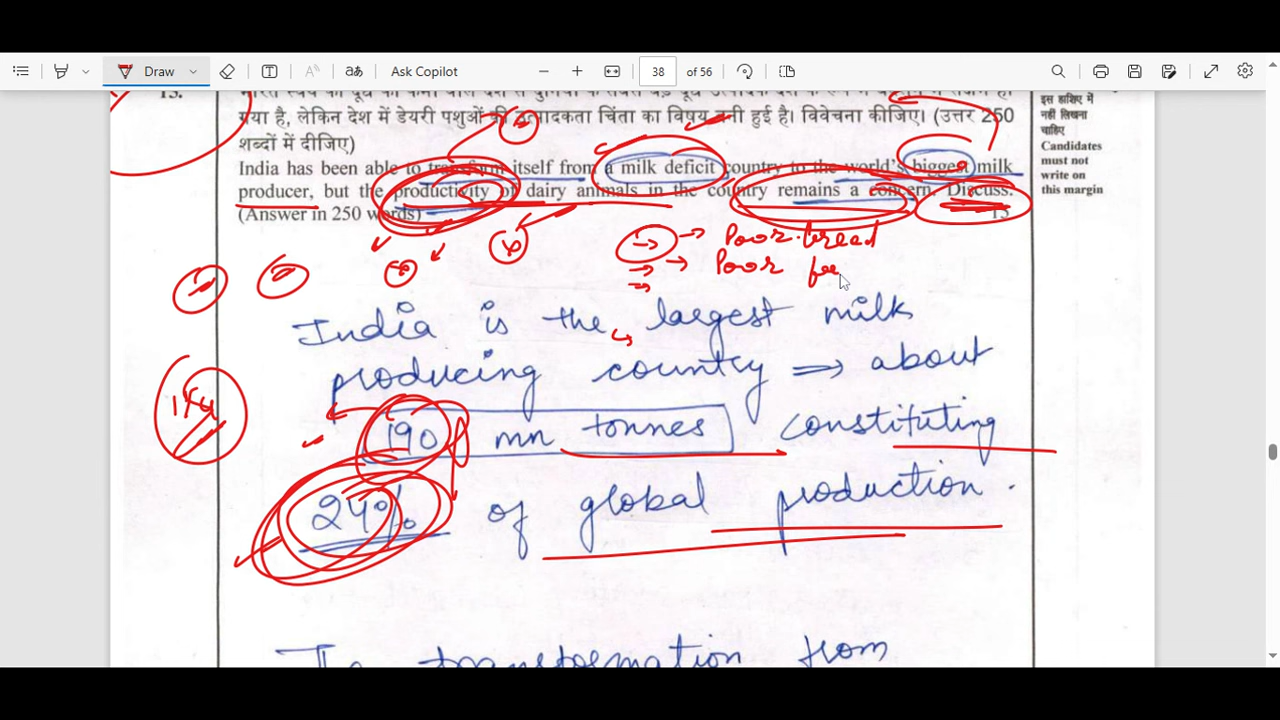 Draw
Ask Copilot
38 of 56
13.
गया है, लेकिन देश में डेयरी पशुओं की उत्पादकता चिंता का विषय बनी हुई है। विवेचना कीजिए। (उत्तर 250
शब्दों में दीजिए)
India has been able to transform itself from a milk deficit country to the world's biggest milk
producer, but the productivity of dairy animals in the country remains a concern. Discuss.
(Answer in 250 words) 15
इस हाशिए में
नहीं लिखना
चाहिए
Candidates
must not
write on
this margin
→ Poor bread
→ Poor fee
India is the largest milk
producing country ⇒ about
190 mn tonnes constituting
24% of global production.
The transformation from